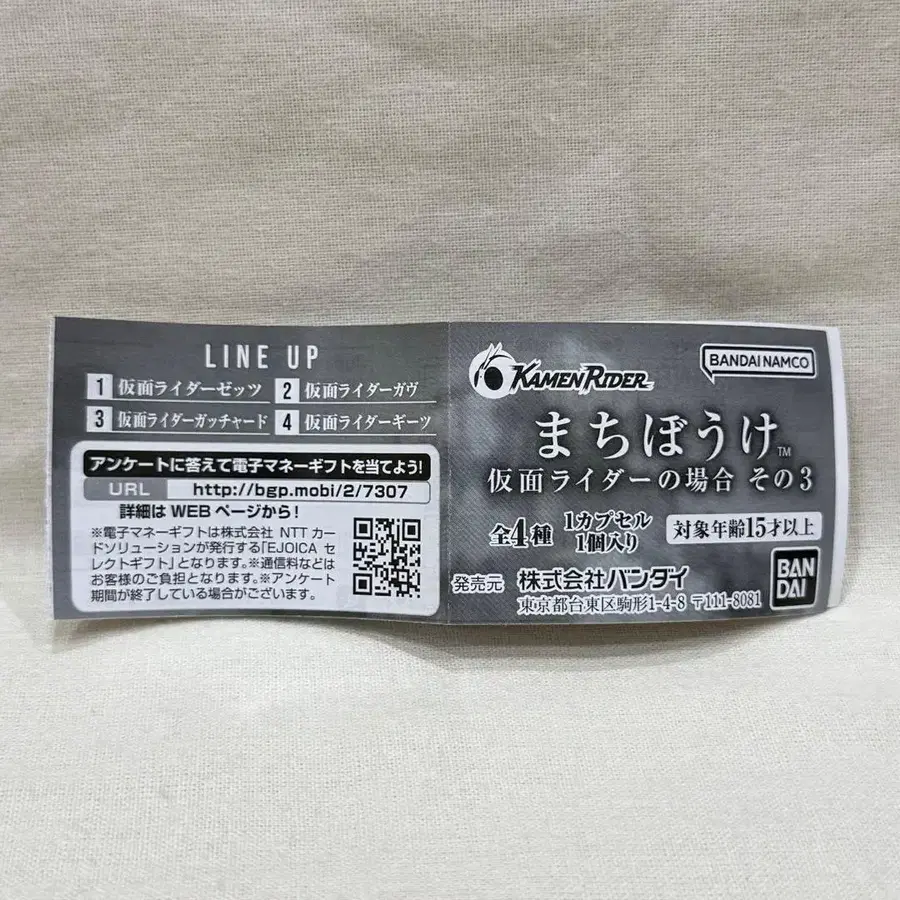 LINE UP
1 仮面ライダーゼッツ 2 仮面ライダーガヴ
3 仮面ライダーガッチャード 4 仮面ライダーギーツ
アンケートに答えて電子マネーギフトを当てよう!
URL http://bgp.mobi/2/7307
詳細は WEB ページから!
※電子マネーギフトは株式会社 NTT カー
ドソリューションが発行する「EJOICA セ
レクトギフト」となります。※通信料などは
お客様のご負担となります。※アンケート
期間が終了している場合がございます。
KAMEN RIDER
BANDAI NAMCO
まちぼうけ™
仮面ライダーの場合 その3
全4種 1カプセル
1個入り
対象年齢15才以上
発売元 株式会社バンダイ
東京都台東区駒形1-4-8 〒111-8081
BAN
DAI